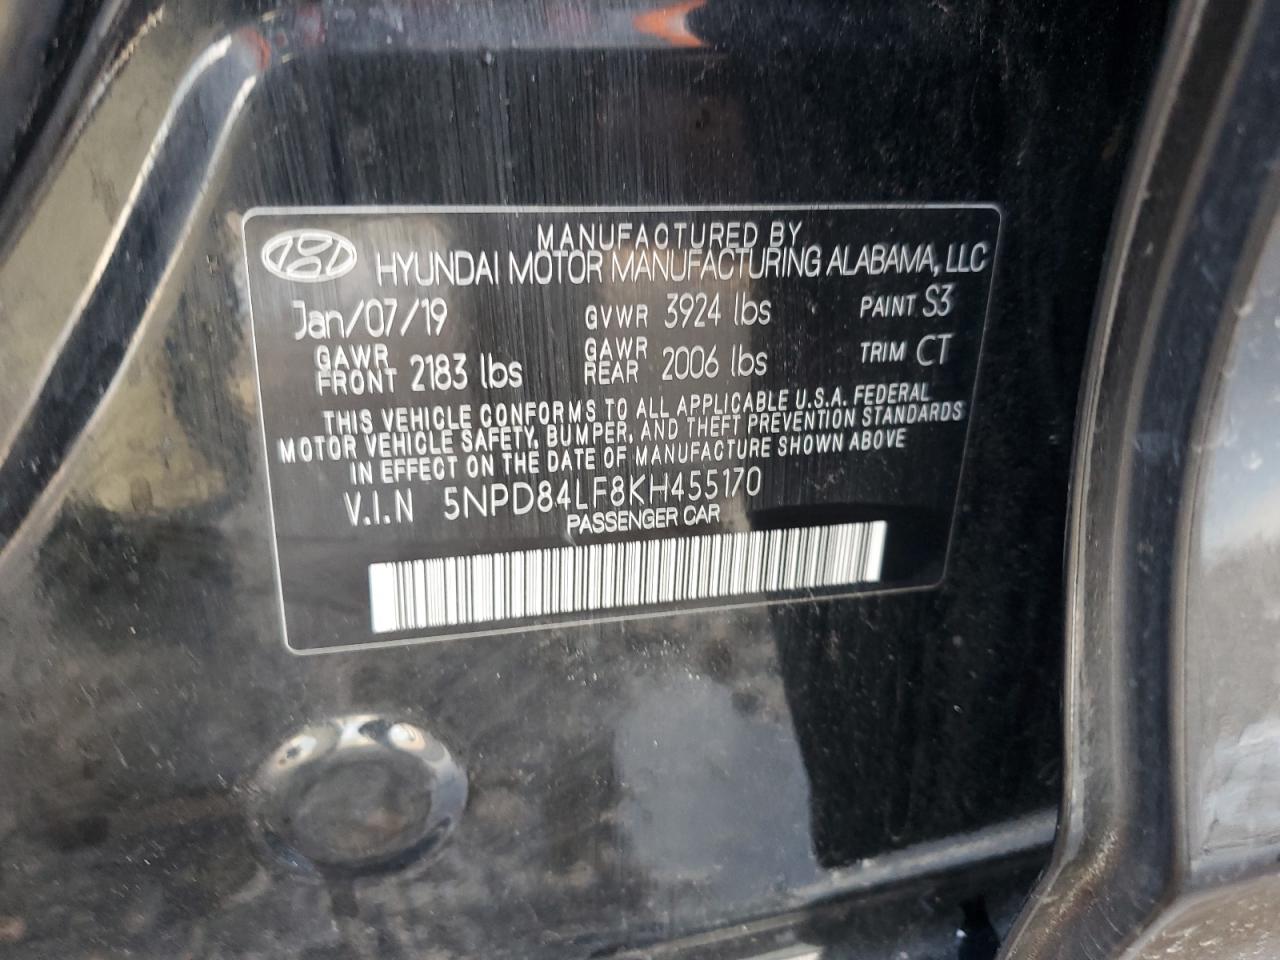 MANUFACTURED BY
HYUNDAI MOTOR MANUFACTURING ALABAMA, LLC
Jan/07/19 GVWR 3924 lbs PAINT S3
GAWR FRONT 2183 lbs GAWR REAR 2006 lbs TRIM CT
THIS VEHICLE CONFORMS TO ALL APPLICABLE U.S.A. FEDERAL
MOTOR VEHICLE SAFETY, BUMPER, AND THEFT PREVENTION STANDARDS
IN EFFECT ON THE DATE OF MANUFACTURE SHOWN ABOVE
V.I.N 5NPD84LF8KH455170
PASSENGER CAR